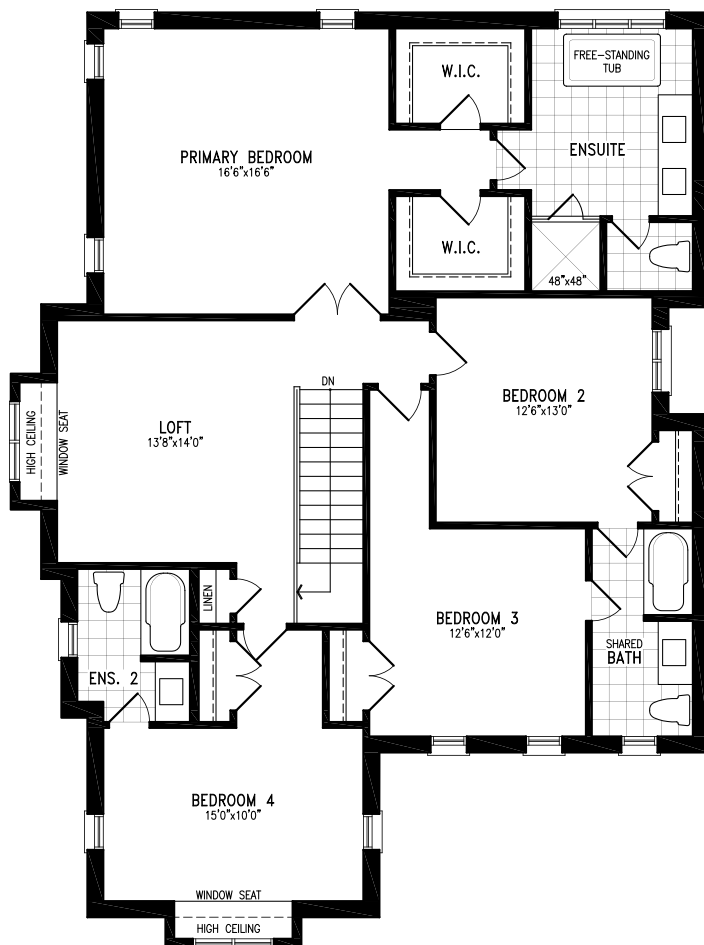 FREE-STANDING
TUB
W.I.C.
PRIMARY BEDROOM
16'6"x16'6"
ENSUITE
W.I.C.
48"x48"
DN
BEDROOM 2
12'6"x13'0"
LOFT
13'8"x14'0"
HIGH CEILING
WINDOW SEAT
LINEN
BEDROOM 3
12'6"x12'0"
SHARED
BATH
ENS. 2
BEDROOM 4
15'0"x10'0"
WINDOW SEAT
HIGH CEILING